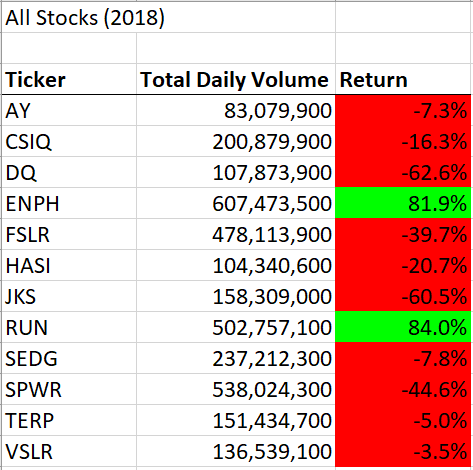 All Stocks (2018)
Ticker Total Daily Volume Return
AY 83,079,900 -7.3%
CSIQ 200,879,900 -16.3%
DQ 107,873,900 -62.6%
ENPH 607,473,500 81.9%
FSLR 478,113,900 -39.7%
HASI 104,340,600 -20.7%
JKS 158,309,000 -60.5%
RUN 502,757,100 84.0%
SEDG 237,212,300 -7.8%
SPWR 538,024,300 -44.6%
TERP 151,434,700 -5.0%
VSLR 136,539,100 -3.5%